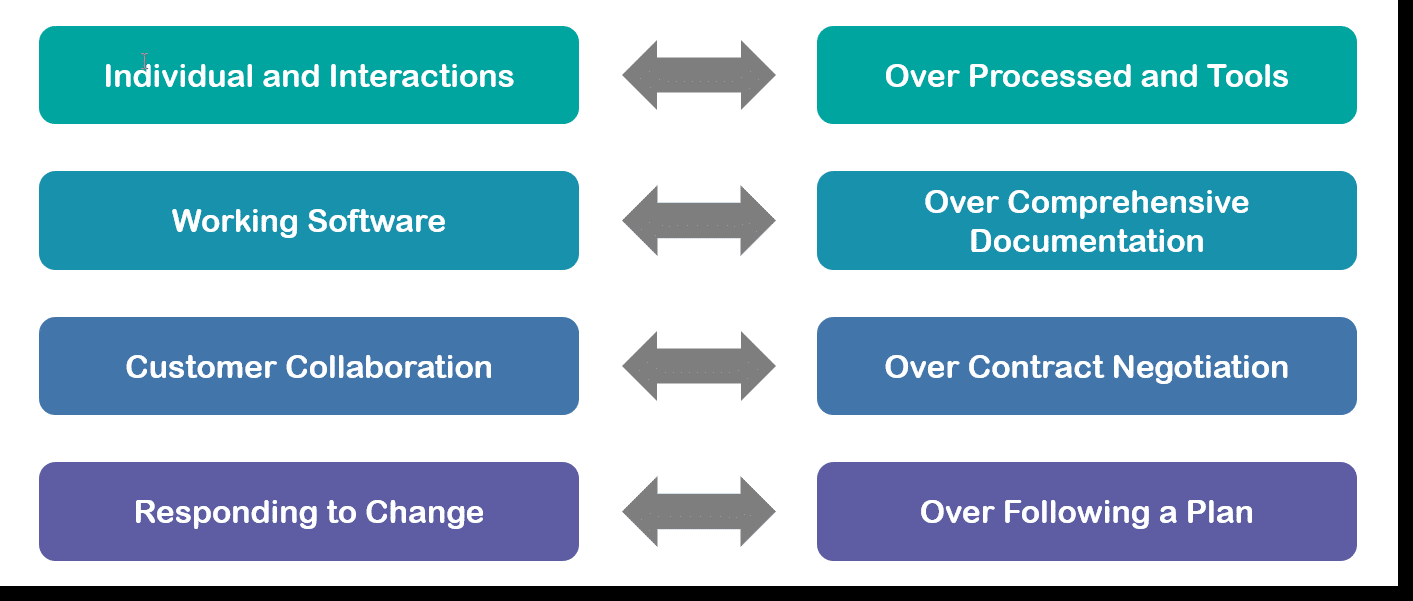 Individual and Interactions
Over Processed and Tools
Working Software
Over Comprehensive
Documentation
Customer Collaboration
Over Contract Negotiation
Responding to Change
Over Following a Plan